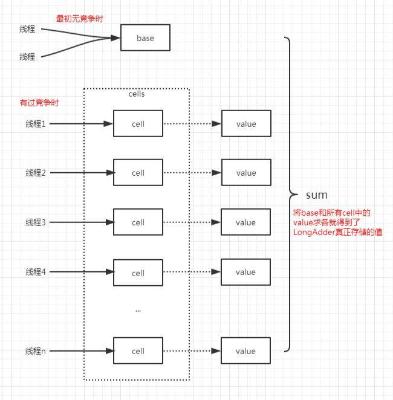 最初无竞争时
线程
base
线程
有过竞争时
cells
线程1
cell
value
线程2
cell
value
sum
线程3
cell
value
将base和所有cell中的
value求各就得到了
LongAdder真正存储的值
线程4
cell
value
...
线程n
cell
value